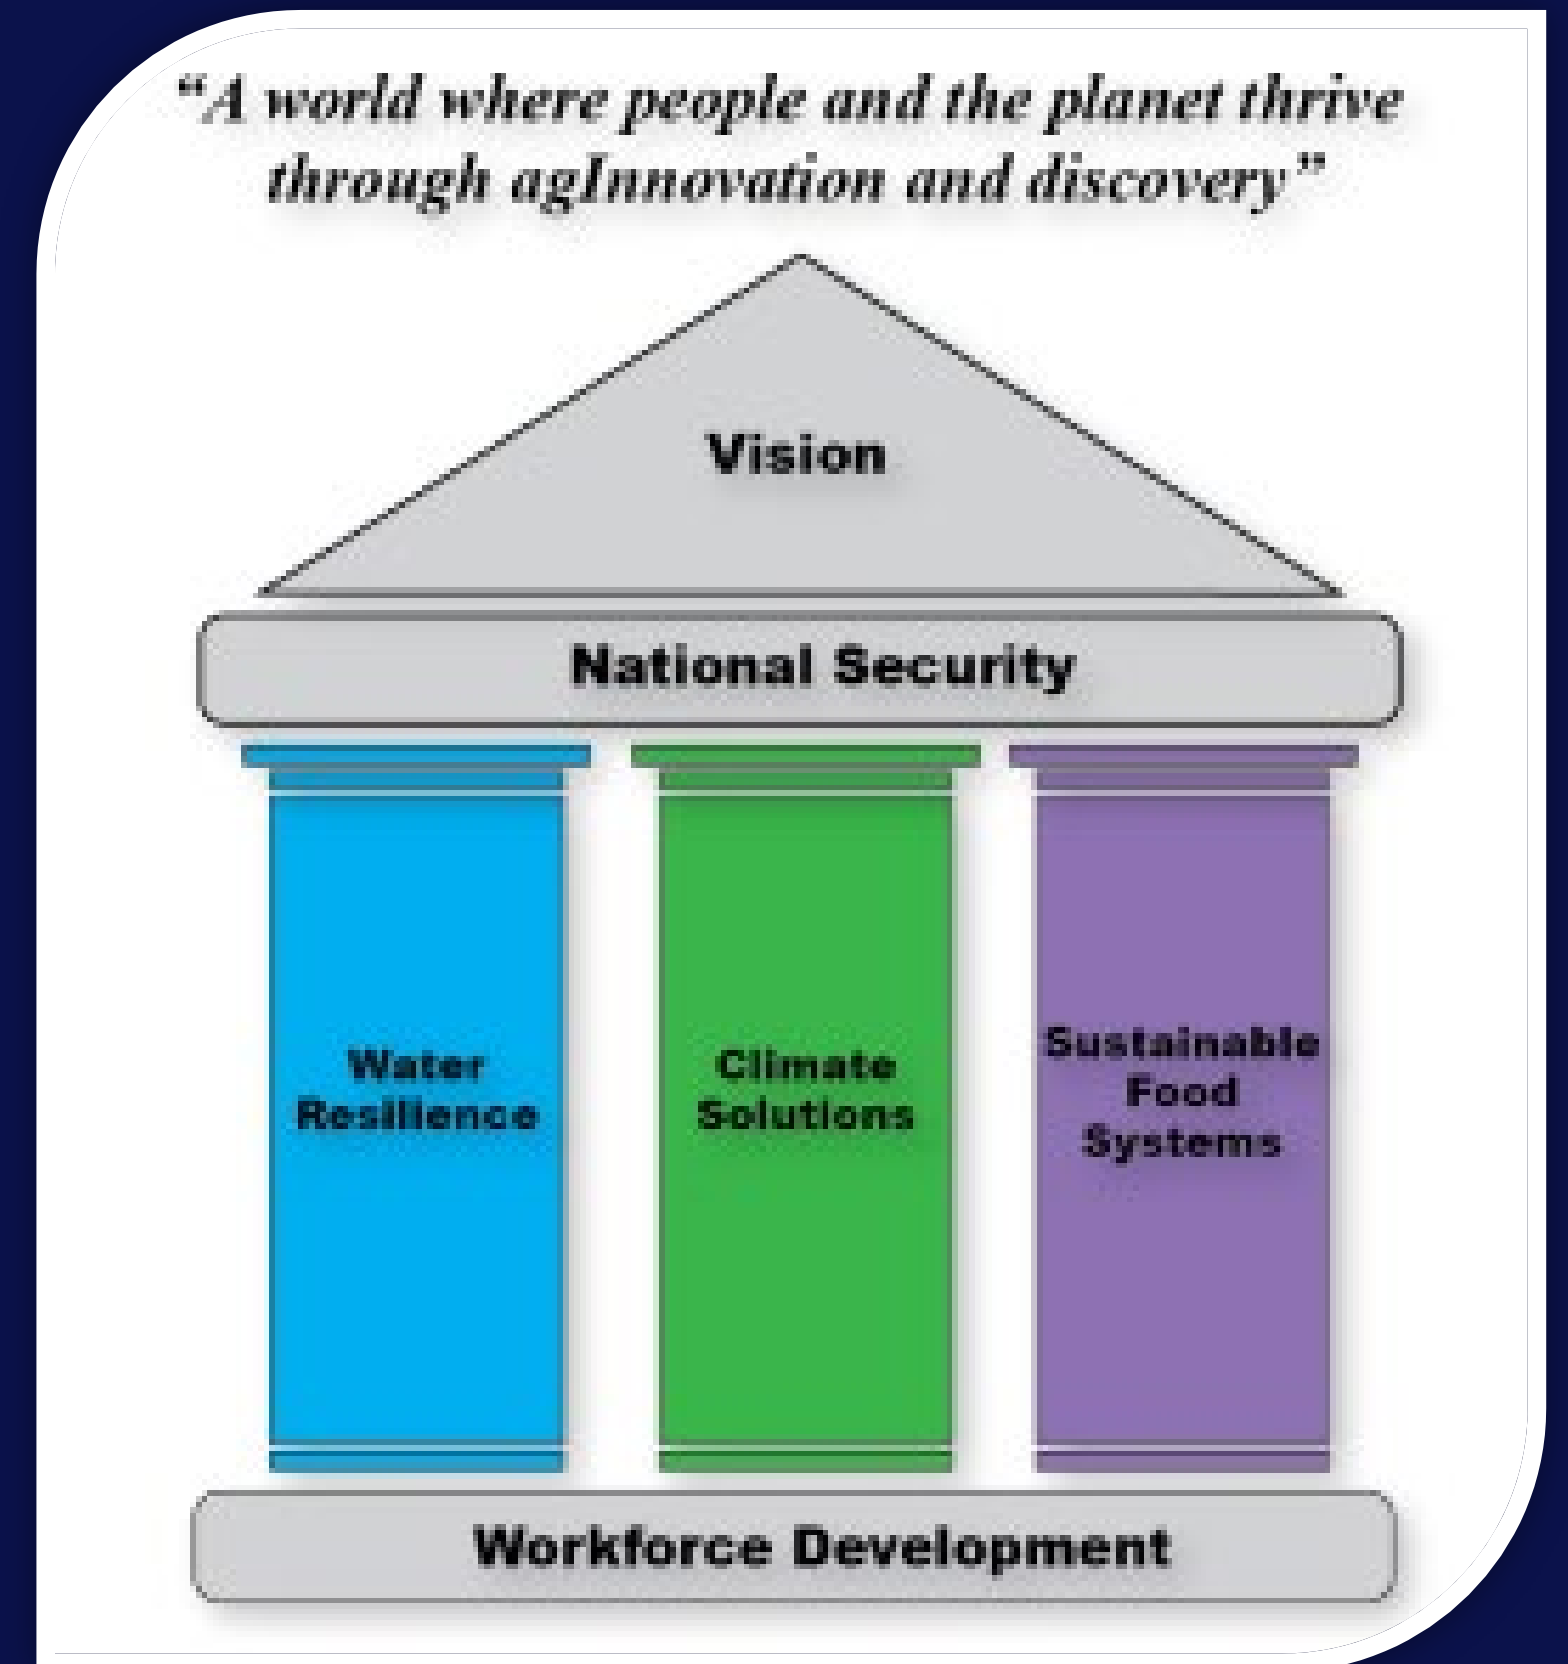 “A world where people and the planet thrive
through agInnovation and discovery”
Vision
National Security
Water
Resilience
Climate
Solutions
Sustainable
Food
Systems
Workforce Development